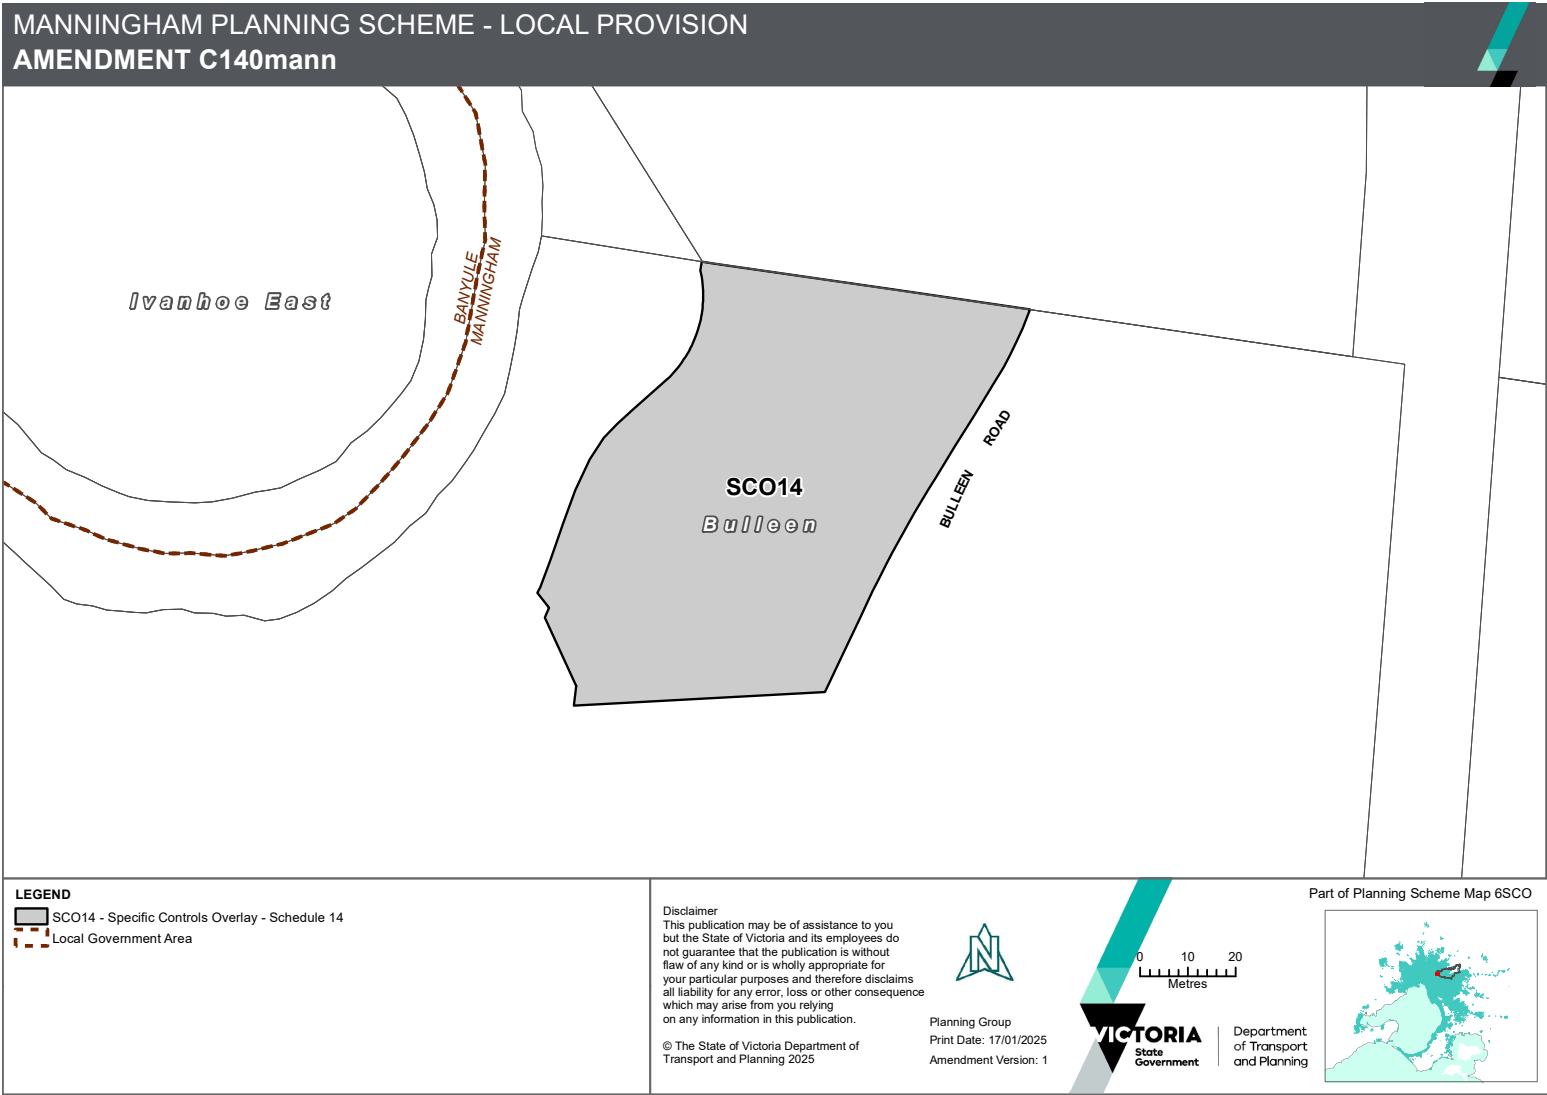 MANNINGHAM PLANNING SCHEME - LOCAL PROVISION
AMENDMENT C140mann
Ivanhoe East
BANYULE
MANNINGHAM
SCO14
Bulleen
BULLEEN ROAD
LEGEND
SCO14 - Specific Controls Overlay - Schedule 14
Local Government Area
Disclaimer
This publication may be of assistance to you
but the State of Victoria and its employees do
not guarantee that the publication is without
flaw of any kind or is wholly appropriate for
your particular purposes and therefore disclaims
all liability for any error, loss or other consequence
which may arise from you relying
on any information in this publication.
© The State of Victoria Department of
Transport and Planning 2025
N
Planning Group
Print Date: 17/01/2025
Amendment Version: 1
0 10 20
Metres
VICTORIA
State
Government
Department
of Transport
and Planning
Part of Planning Scheme Map 6SCO